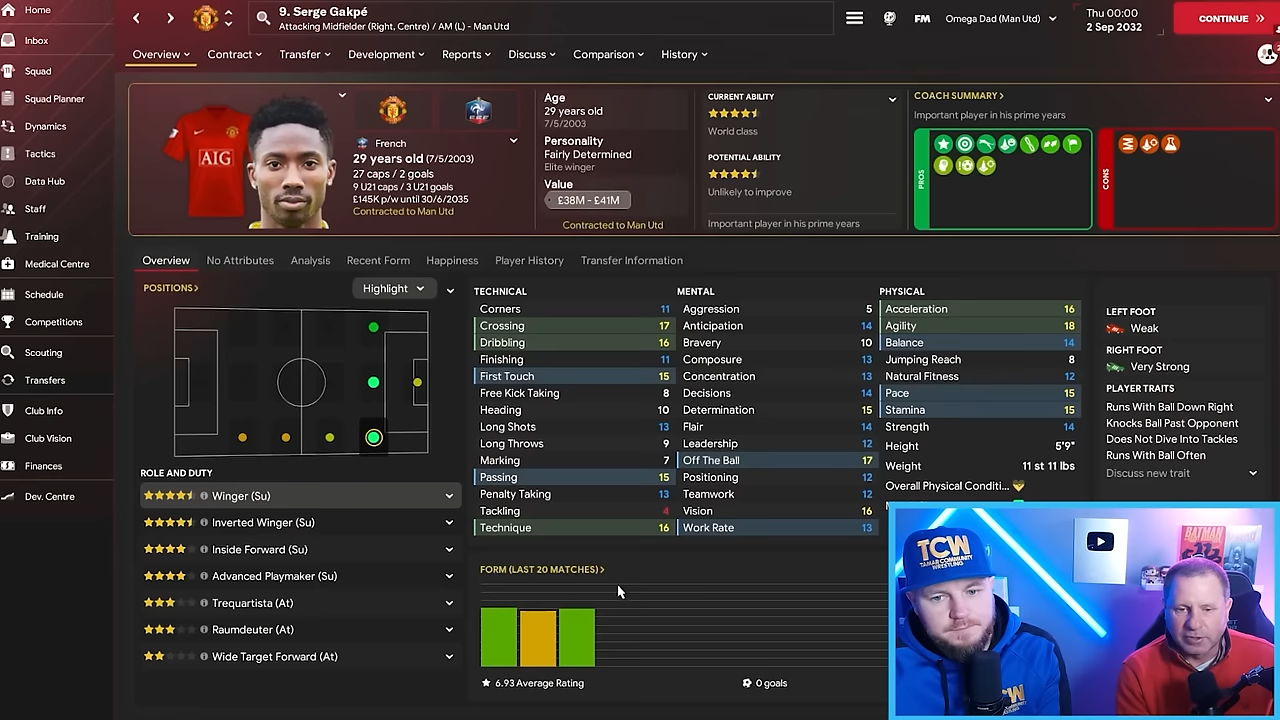 Home
Inbox
Squad
Squad Planner
Dynamics
Tactics
Data Hub
Staff
Training
Medical Centre
Schedule
Competitions
Scouting
Transfers
Club Info
Club Vision
Finances
Dev. Centre
9. Serge Gakpé
Attacking Midfielder (Right, Centre) / AM (L) - Man Utd
FM
Omega Dad (Man Utd)
Thu 00:00
2 Sep 2032
CONTINUE
Overview
Contract
Transfer
Development
Reports
Discuss
Comparison
History
AIG
French
29 years old (7/5/2003)
27 caps / 2 goals
9 U21 caps / 3 U21 goals
£145K p/w until 30/6/2035
Contracted to Man Utd
Age
29 years old
7/5/2003
Personality
Fairly Determined
Elite winger
Value
£38M - £41M
Contracted to Man Utd
CURRENT ABILITY
World class
POTENTIAL ABILITY
Unlikely to improve
Important player in his prime years
COACH SUMMARY >
Important player in his prime years
PROS
CONS
Overview
No Attributes
Analysis
Recent Form
Happiness
Player History
Transfer Information
POSITIONS >
Highlight
ROLE AND DUTY
Winger (Su)
Inverted Winger (Su)
Inside Forward (Su)
Advanced Playmaker (Su)
Trequartista (At)
Raumdeuter (At)
Wide Target Forward (At)
TECHNICAL
Corners 11
Crossing 17
Dribbling 16
Finishing 11
First Touch 15
Free Kick Taking 8
Heading 10
Long Shots 13
Long Throws 9
Marking 7
Passing 15
Penalty Taking 13
Tackling 4
Technique 16
MENTAL
Aggression 5
Anticipation 14
Bravery 10
Composure 13
Concentration 13
Decisions 14
Determination 15
Flair 14
Leadership 12
Off The Ball 17
Positioning 12
Teamwork 12
Vision 16
Work Rate 13
PHYSICAL
Acceleration 16
Agility 18
Balance 14
Jumping Reach 8
Natural Fitness 12
Pace 15
Stamina 15
Strength 14
Height 5'9"
Weight 11 st 11 lbs
Overall Physical Conditi...
LEFT FOOT
Weak
RIGHT FOOT
Very Strong
PLAYER TRAITS
Runs With Ball Down Right
Knocks Ball Past Opponent
Does Not Dive Into Tackles
Runs With Ball Often
Discuss new trait
FORM (LAST 20 MATCHES) >
6.93 Average Rating
0 goals
TCW
TAMAR COMMUNITY
WRESTLING
BATMAN